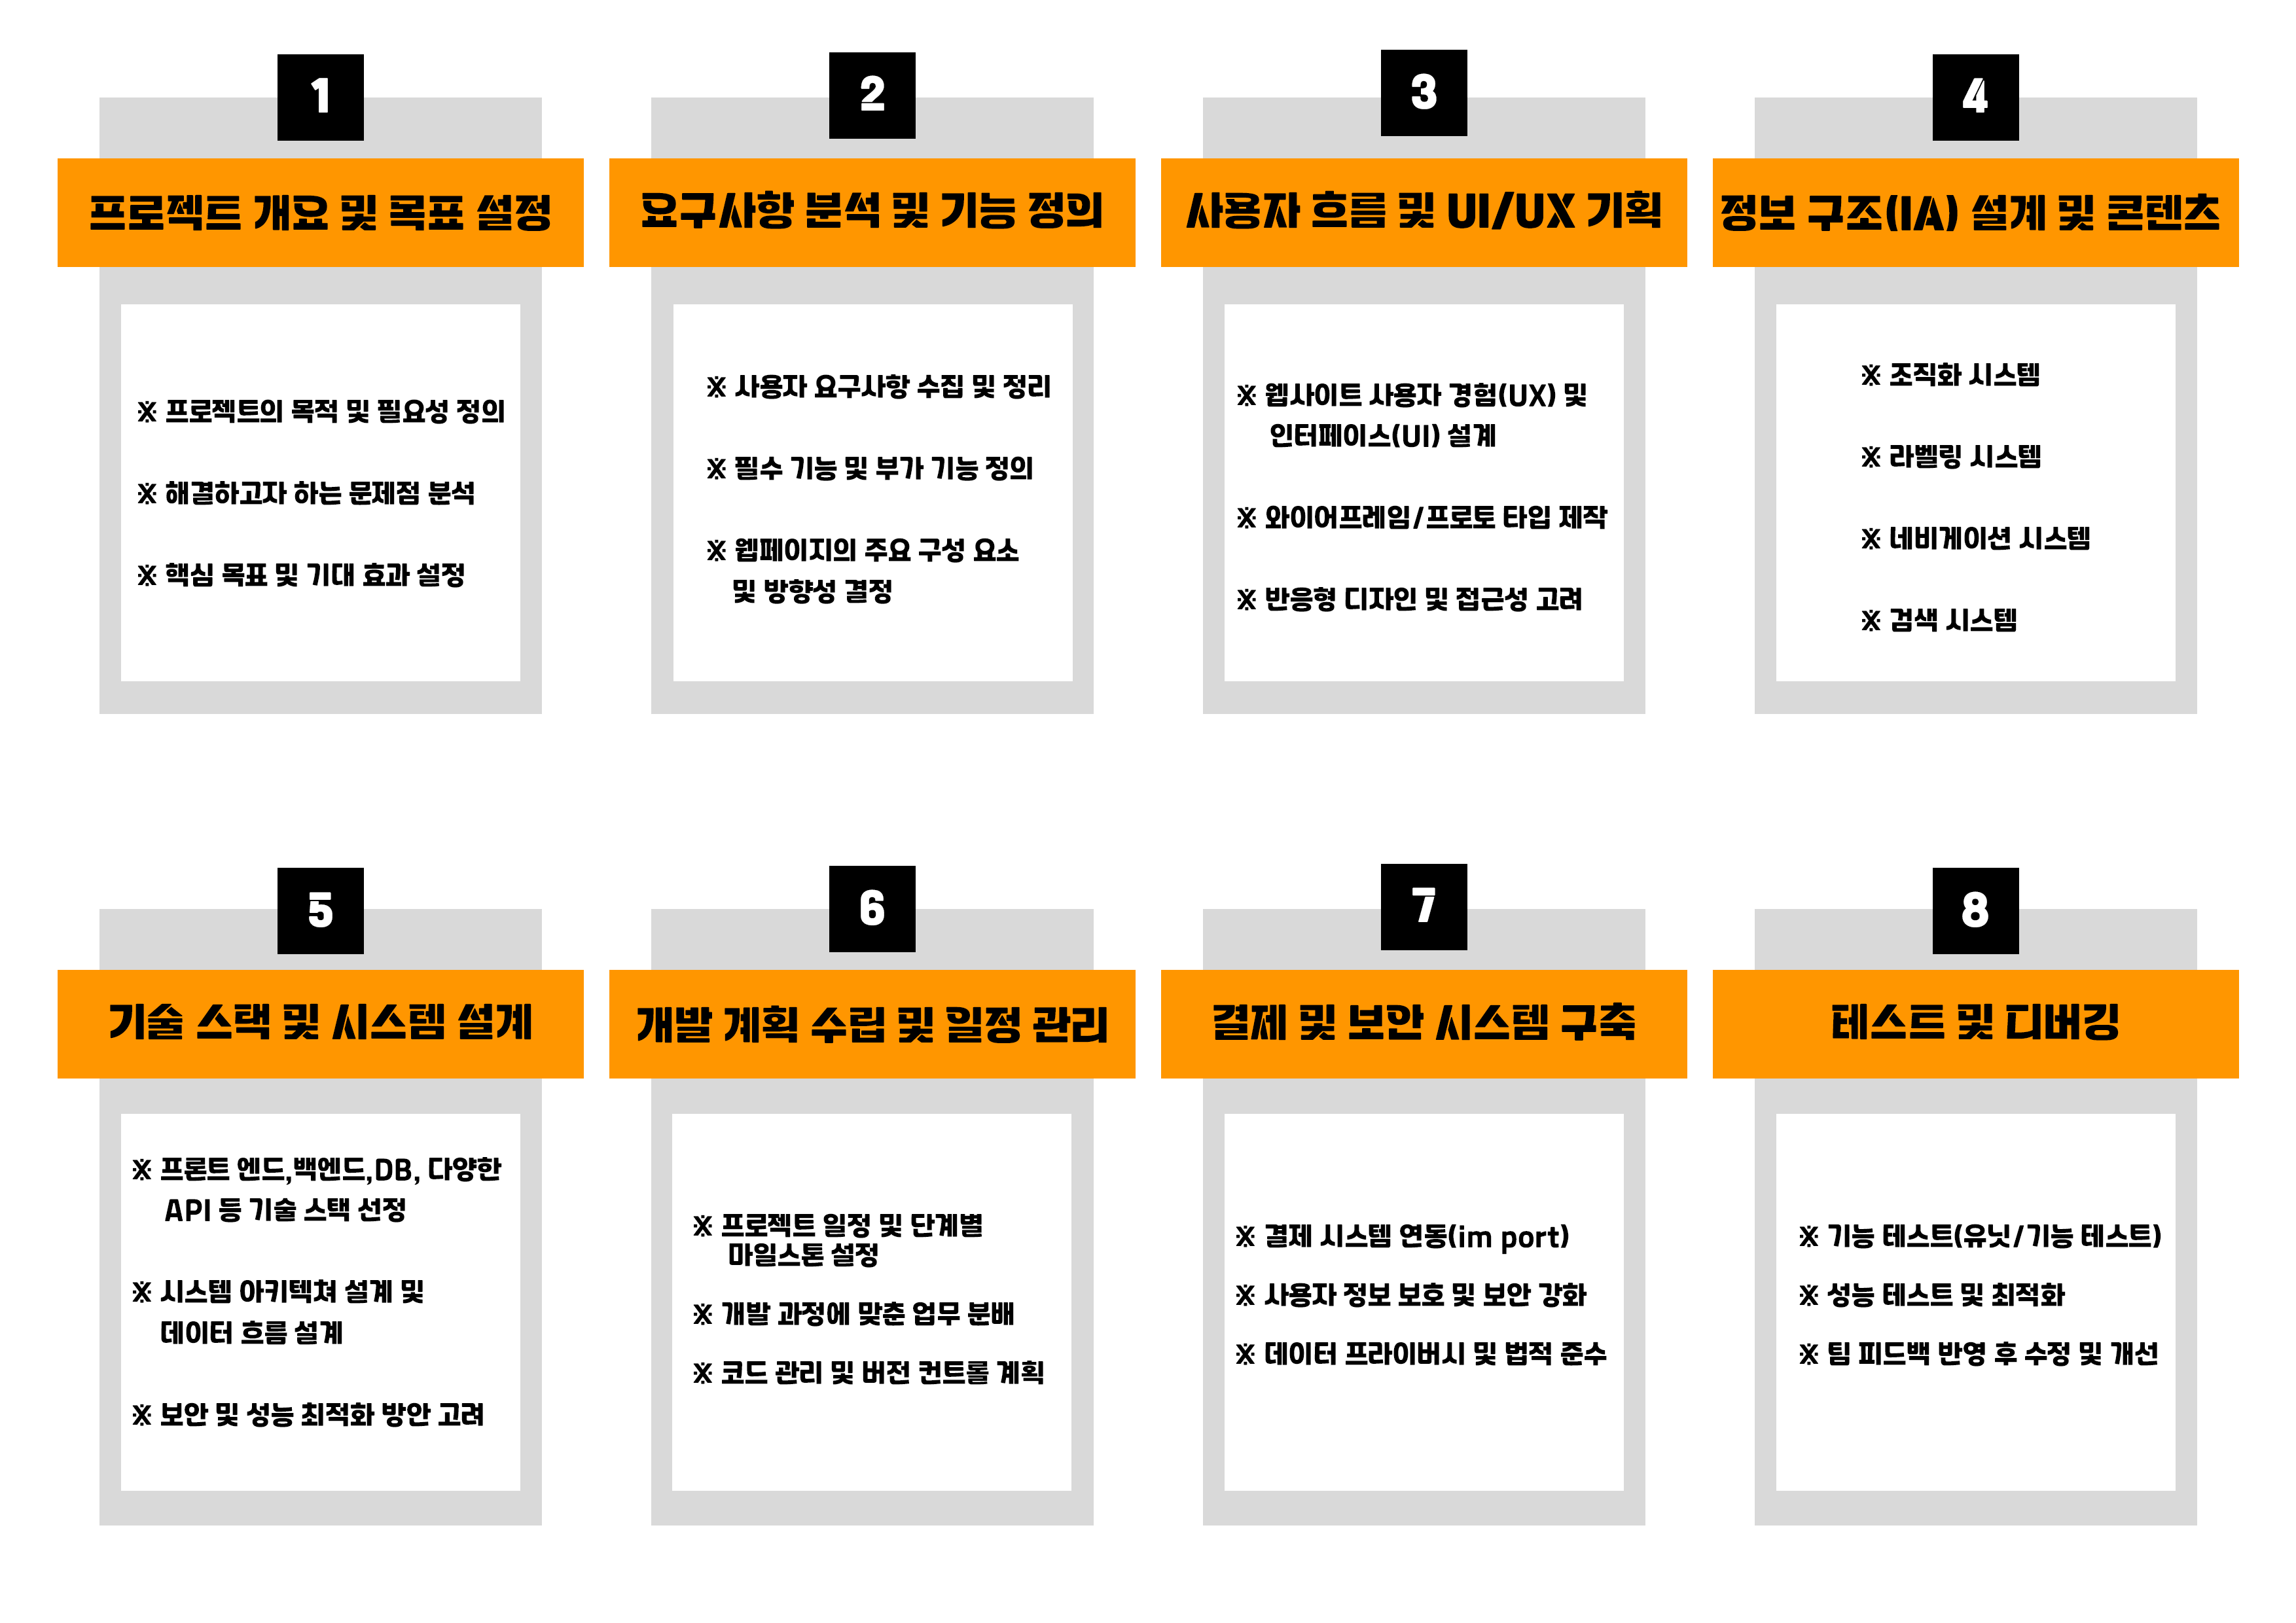 1
프로젝트 개요 및 목표 설정
※ 프로젝트의 목적 및 필요성 정의
※ 해결하고자 하는 문제점 분석
※ 핵심 목표 및 기대 효과 설정
2
요구사항 분석 및 기능 정의
※ 사용자 요구사항 수집 및 정리
※ 필수 기능 및 부가 기능 정의
※ 웹페이지의 주요 구성 요소
및 방향성 결정
3
사용자 흐름 및 UI/UX 기획
※ 웹사이트 사용자 경험(UX) 및
인터페이스(UI) 설계
※ 와이어프레임/프로토 타입 제작
※ 반응형 디자인 및 접근성 고려
4
정보 구조(IA) 설계 및 콘텐츠
※ 조직화 시스템
※ 라벨링 시스템
※ 네비게이션 시스템
※ 검색 시스템
5
기술 스택 및 시스템 설계
※ 프론트 엔드,백엔드,DB, 다양한
API 등 기술 스택 선정
※ 시스템 아키텍쳐 설계 및
데이터 흐름 설계
※ 보안 및 성능 최적화 방안 고려
6
개발 계획 수립 및 일정 관리
※ 프로젝트 일정 및 단계별
마일스톤 설정
※ 개발 과정에 맞춘 업무 분배
※ 코드 관리 및 버전 컨트롤 계획
7
결제 및 보안 시스템 구축
※ 결제 시스템 연동(im port)
※ 사용자 정보 보호 및 보안 강화
※ 데이터 프라이버시 및 법적 준수
8
테스트 및 디버깅
※ 기능 테스트(유닛/기능 테스트)
※ 성능 테스트 및 최적화
※ 팀 피드백 반영 후 수정 및 개선